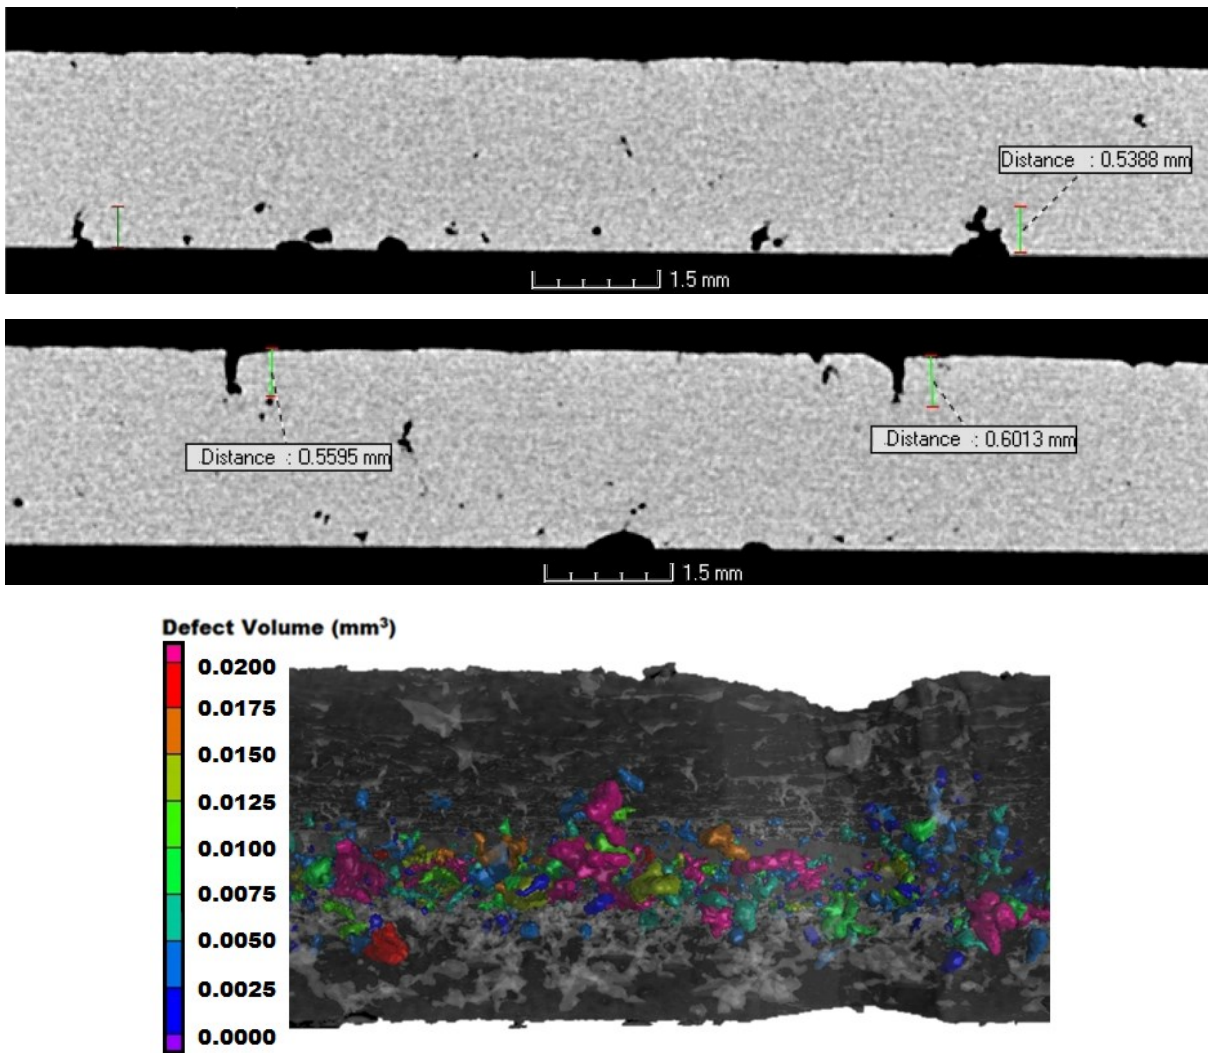 Distance : 0.5388 mm
1.5 mm
Distance : 0.5595 mm
Distance : 0.6013 mm
1.5 mm
Defect Volume (mm³)
0.0200
0.0175
0.0150
0.0125
0.0100
0.0075
0.0050
0.0025
0.0000